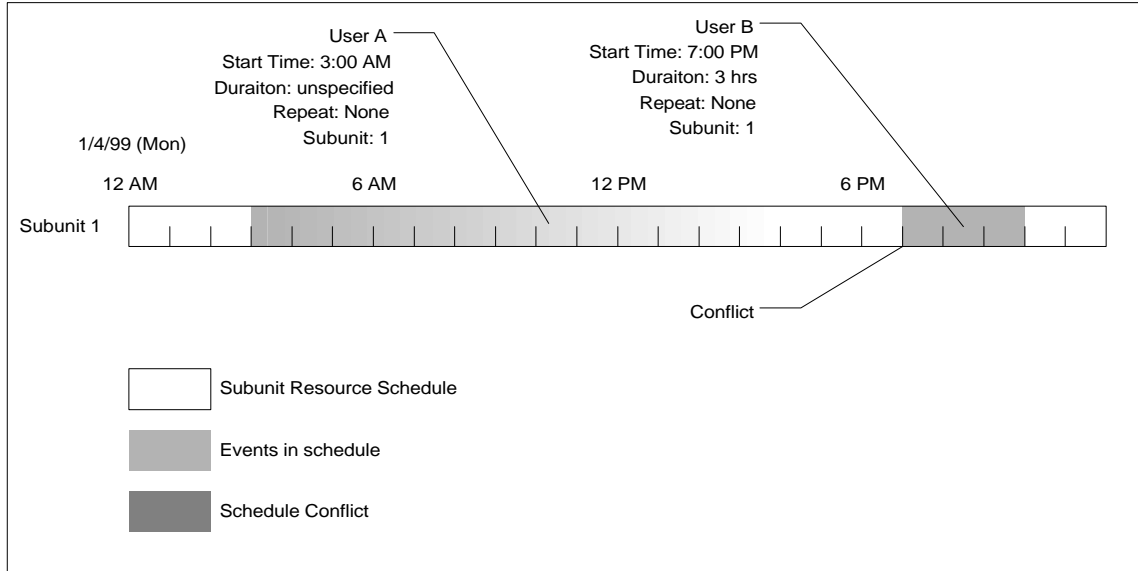 User A
Start Time: 3:00 AM
Duraiton: unspecified
Repeat: None
Subunit: 1
User B
Start Time: 7:00 PM
Duraiton: 3 hrs
Repeat: None
Subunit: 1
1/4/99 (Mon)
12 AM
6 AM
12 PM
6 PM
Subunit 1
Conflict
Subunit Resource Schedule
Events in schedule
Schedule Conflict